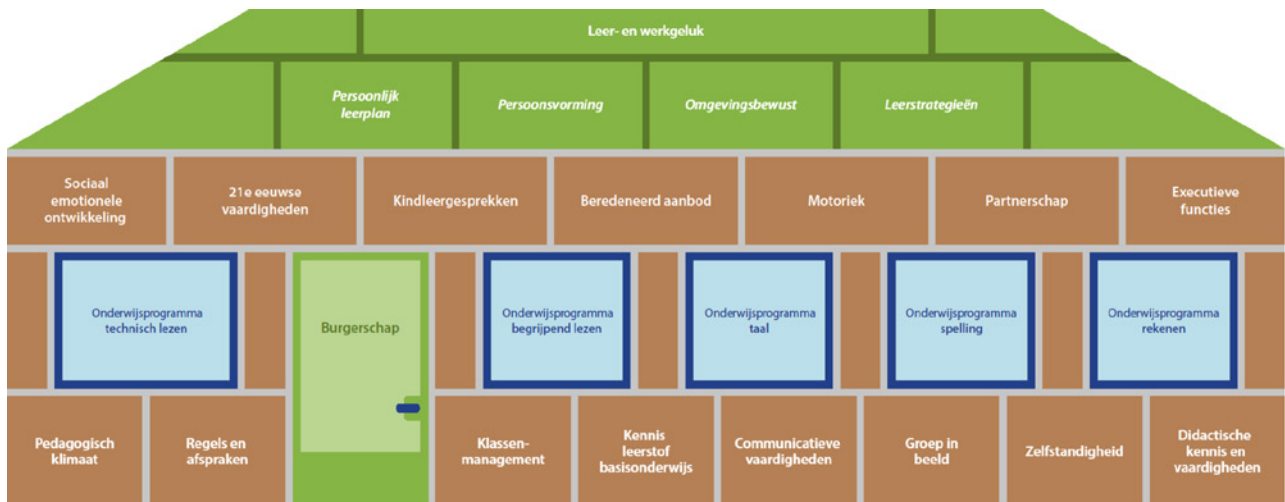 Leer- en werkgeluk
Persoonlijk
leerplan
Persoonsvorming
Omgevingsbewust
Leerstrategieën
Sociaal
emotionele
ontwikkeling
21e eeuwse
vaardigheden
Kindleergesprekken
Beredeneerd aanbod
Motoriek
Partnerschap
Executieve
functies
Onderwijsprogramma
technisch lezen
Burgerschap
Onderwijsprogramma
begrijpend lezen
Onderwijsprogramma
taal
Onderwijsprogramma
spelling
Onderwijsprogramma
rekenen
Pedagogisch
klimaat
Regels en
afspraken
Klassen-
management
Kennis
leerstof
basisonderwijs
Communicatieve
vaardigheden
Groep in
beeld
Zelfstandigheid
Didactische
kennis en
vaardigheden